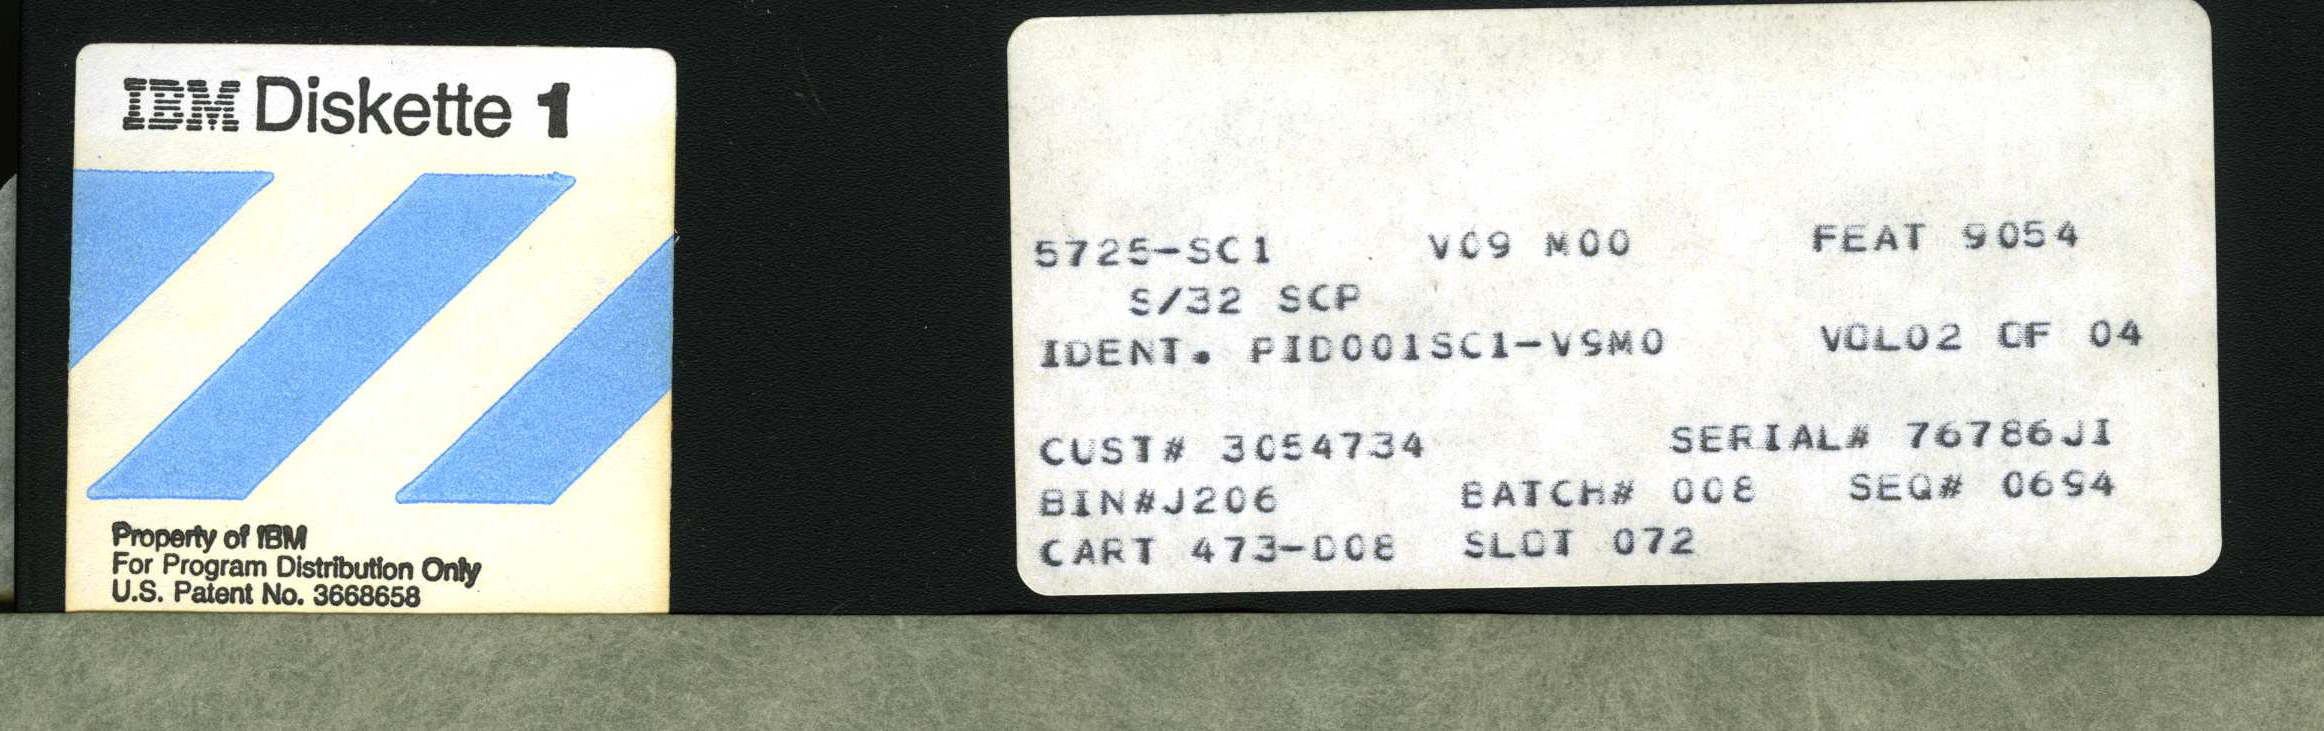 IBM Diskette 1
Property of IBM
For Program Distribution Only
U.S. Patent No. 3668658
5725-SC1 V09 M00 FEAT 9054
S/32 SCP
IDENT. PID001SC1-V9M0 VOL02 OF 04
CUST# 3054734 SERIAL# 76786JI
BIN#J206 BATCH# 008 SEQ# 0694
CART 473-D08 SLOT 072